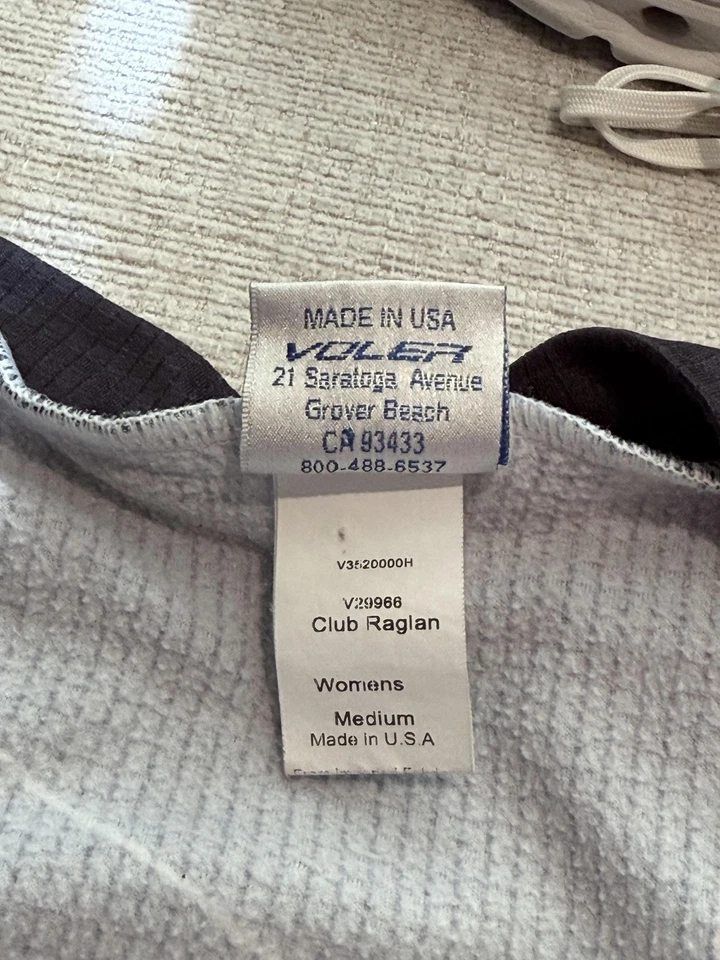 MADE IN USA
VOLER
21 Saratoga Avenue
Grover Beach
CA 93433
800-488-6537
V3520000H
V29966
Club Raglan
Womens
Medium
Made in U.S.A